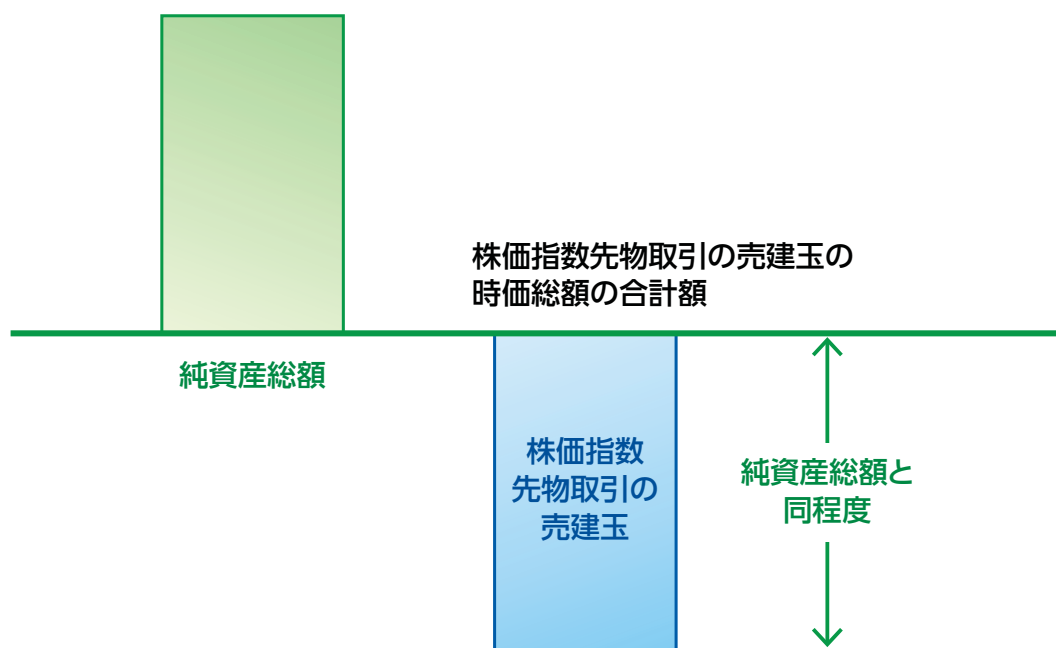 株価指数先物取引の売建玉の
時価総額の合計額
純資産総額
株価指数
先物取引の
売建玉
純資産総額と
同程度